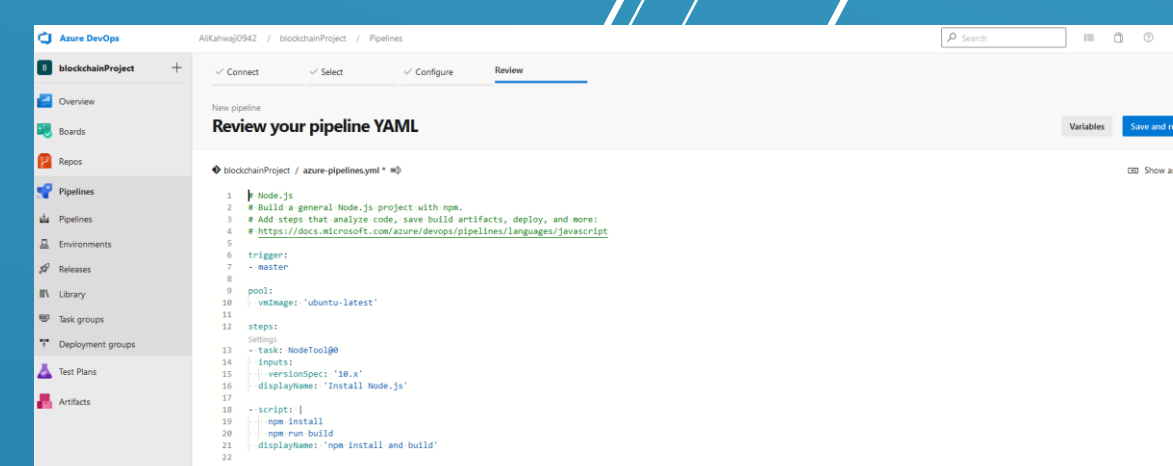 Azure DevOps
AliKahwaji0942 / blockchainProject / Pipelines
Search
B blockchainProject +
Connect Select Configure Review
Overview
Boards
Repos
Pipelines
Pipelines
Environments
Releases
Library
Task groups
Deployment groups
Test Plans
Artifacts
New pipeline
Review your pipeline YAML
Variables
Save and
blockchainProject / azure-pipelines.yml *
Show
1 # Node.js
2 # Build a general Node.js project with npm.
3 # Add steps that analyze code, save build artifacts, deploy, and more:
4 # https://docs.microsoft.com/azure/devops/pipelines/languages/javascript
5
6 trigger:
7 - master
8
9 pool:
10 vmImage: 'ubuntu-latest'
11
12 steps:
Settings
13 - task: NodeTool@0
14 inputs:
15 versionSpec: '10.x'
16 displayName: 'Install Node.js'
17
18 - script: |
19 npm install
20 npm run build
21 displayName: 'npm install and build'
22